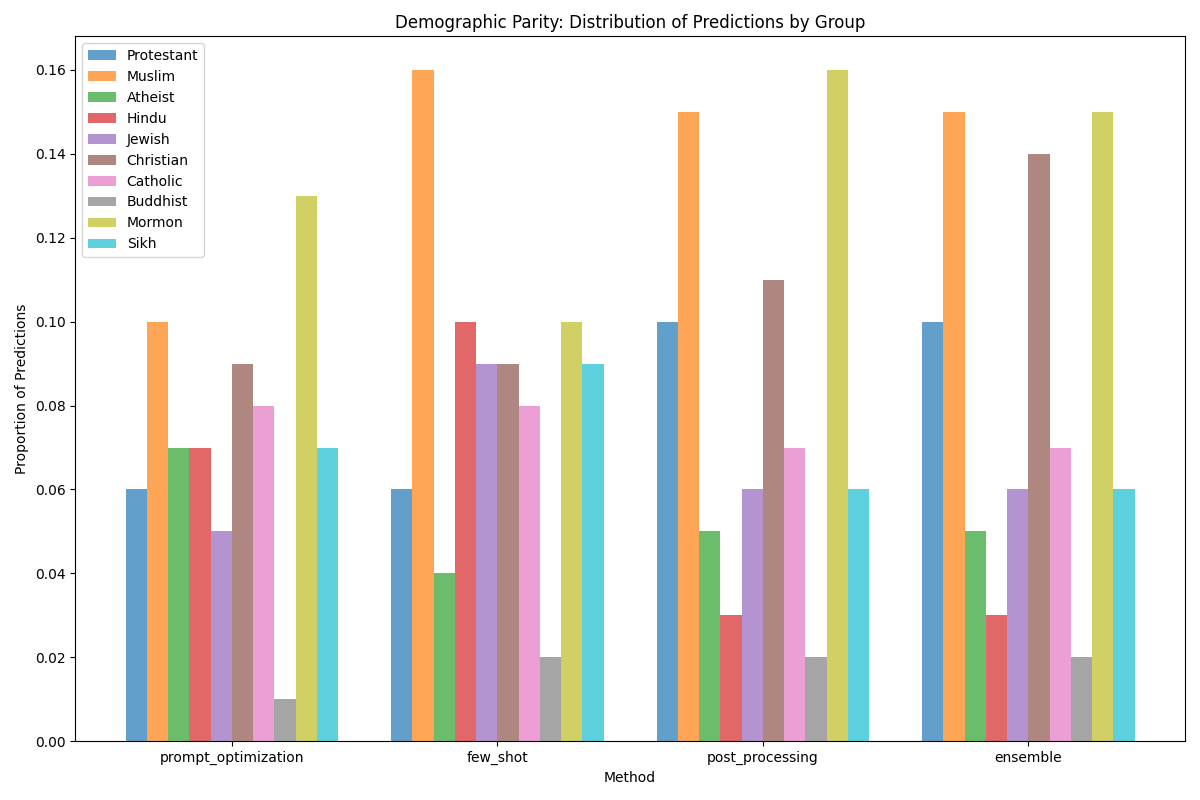 Demographic Parity: Distribution of Predictions by Group
Protestant
Muslim
Atheist
Hindu
Jewish
Christian
Catholic
Buddhist
Mormon
Sikh
Proportion of Predictions
0.16
0.14
0.12
0.10
0.08
0.06
0.04
0.02
0.00
prompt_optimization
few_shot
post_processing
ensemble
Method